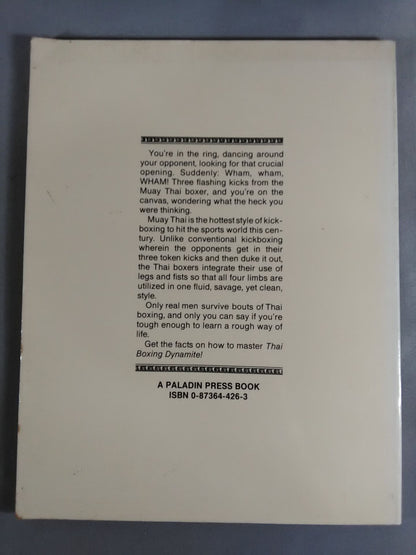 You're in the ring, dancing around
your opponent, looking for that crucial
opening. Suddenly: Wham, wham,
WHAM! Three flashing kicks from the
Muay Thai boxer, and you're on the
canvas, wondering what the heck you
were thinking.
Muay Thai is the hottest style of kick-
boxing to hit the sports world this cen-
tury. Unlike conventional kickboxing
wherein the opponents get in their
three token kicks and then duke it out,
the Thai boxers integrate their use of
legs and fists so that all four limbs are
utilized in one fluid, savage, yet clean,
style.
Only real men survive bouts of Thai
boxing, and only you can say if you're
tough enough to learn a rough way of
life.
Get the facts on how to master Thai
Boxing Dynamite!
A PALADIN PRESS BOOK
ISBN 0-87364-426-3